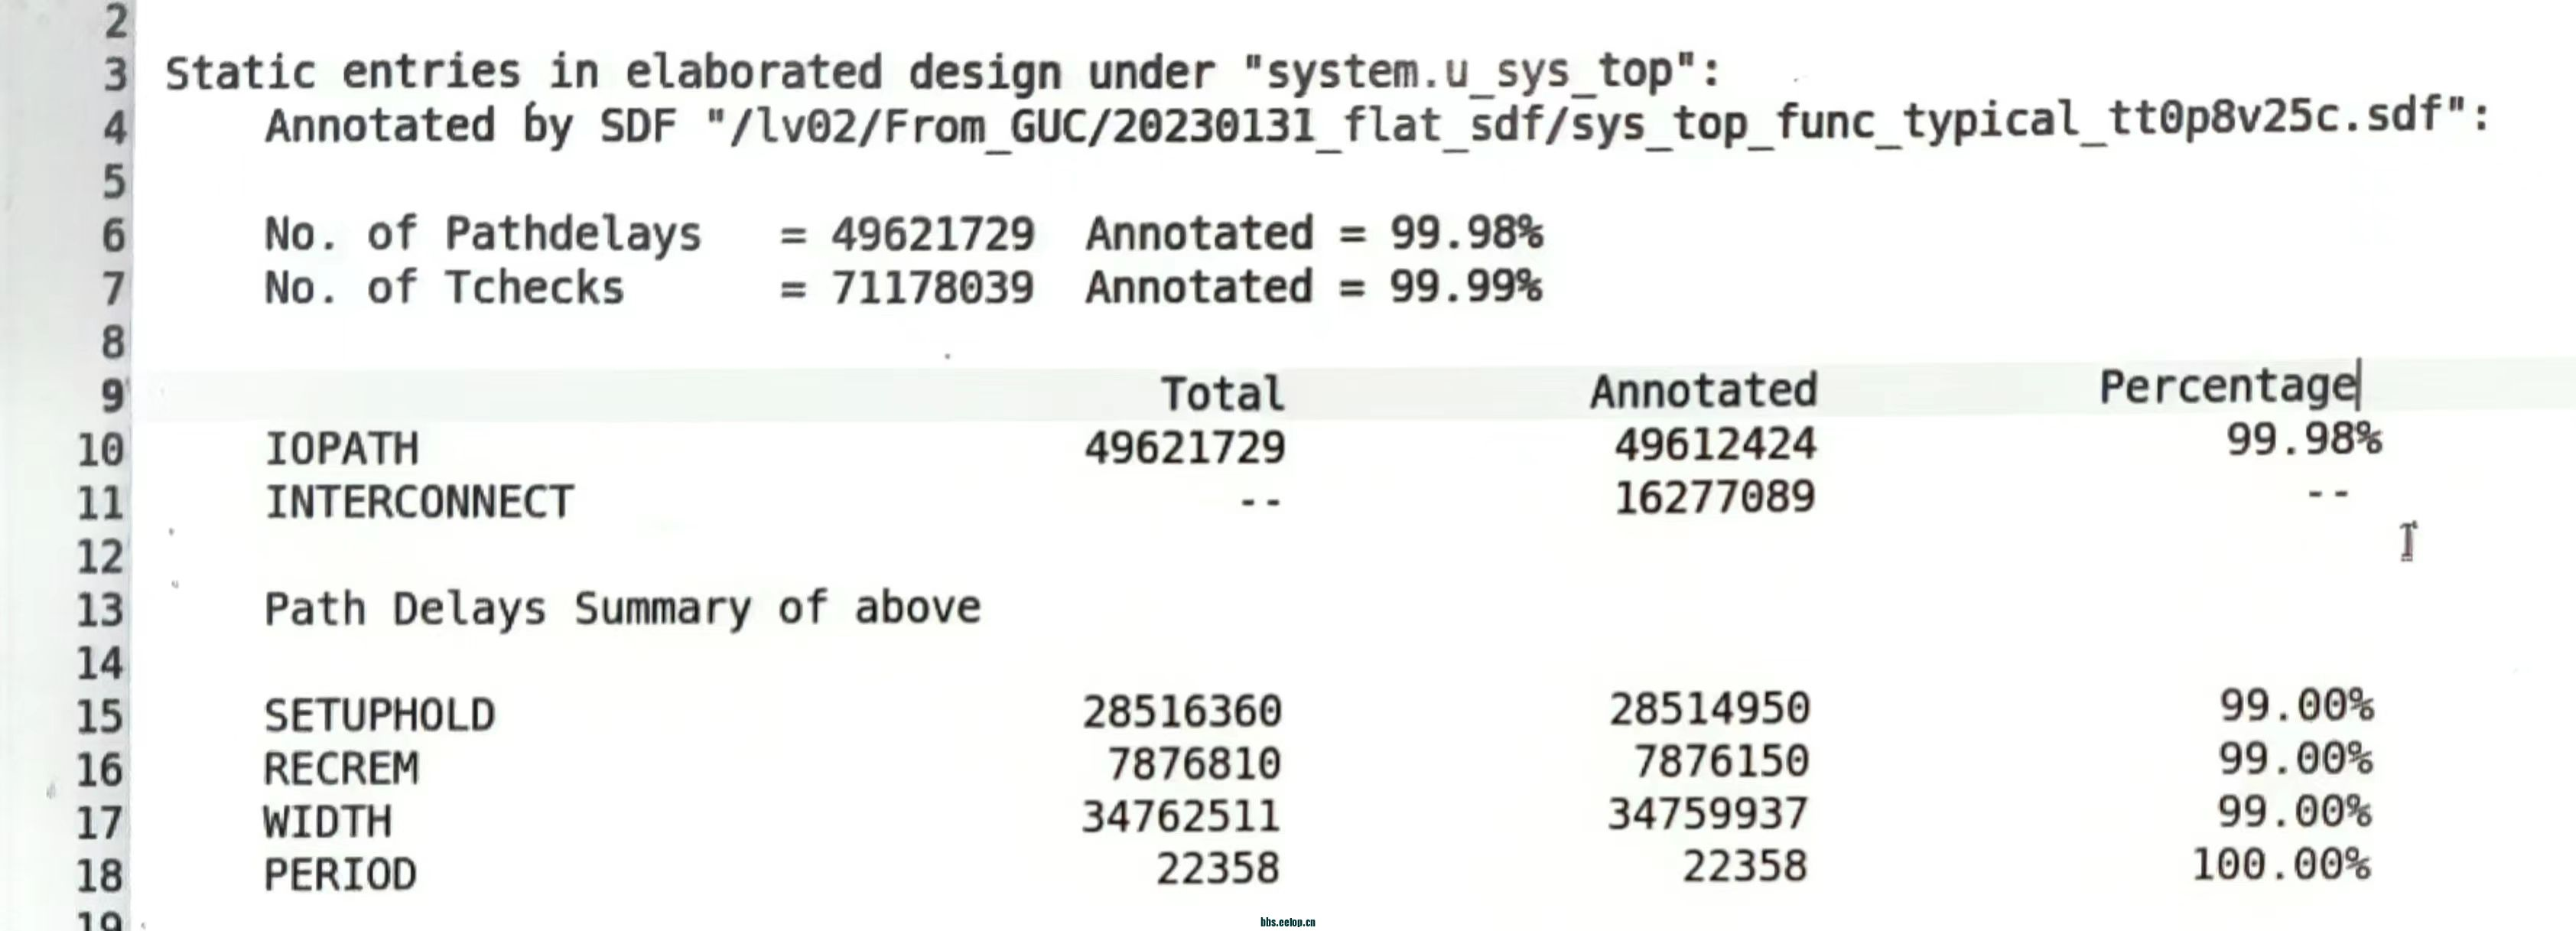 2
3 Static entries in elaborated design under "system.u_sys_top":
4 Annotated by SDF "/lv02/From_GUC/20230131_flat_sdf/sys_top_func_typical_tt0p8v25c.sdf":
5
6 No. of Pathdelays = 49621729 Annotated = 99.98%
7 No. of Tchecks = 71178039 Annotated = 99.99%
8
9 Total Annotated Percentage
10 IOPATH 49621729 49612424 99.98%
11 INTERCONNECT -- 16277089 --
12
13 Path Delays Summary of above
14
15 SETUPHOLD 28516360 28514950 99.00%
16 RECREM 7876810 7876150 99.00%
17 WIDTH 34762511 34759937 99.00%
18 PERIOD 22358 22358 100.00%
19
bbs.eetop.cn